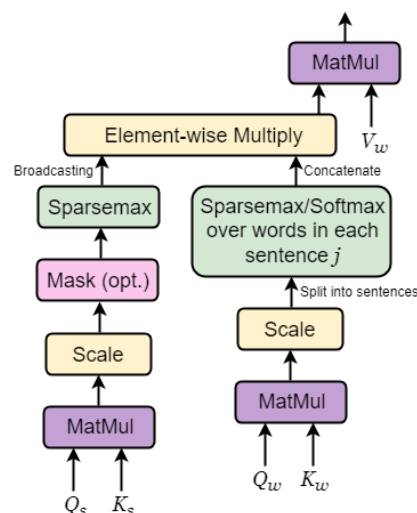 MatMul
Element-wise Multiply
V_w
Broadcasting
Concatenate
Sparsemax
Sparsemax/Softmax
over words in each
sentence j
Mask (opt.)
Split into sentences
Scale
Scale
MatMul
MatMul
Q_s K_s
Q_w K_w